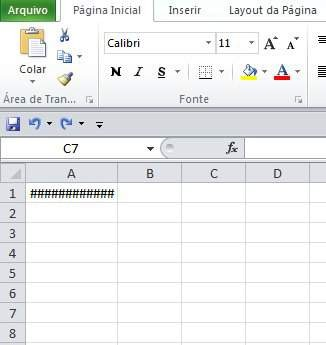 Arquivo Página Inicial Inserir Layout da Página
Colar
Calibri 11 A A
N I S A
Área de Tran... Fonte
C7 fx
A B C D
1 ############
2
3
4
5
6
7
8